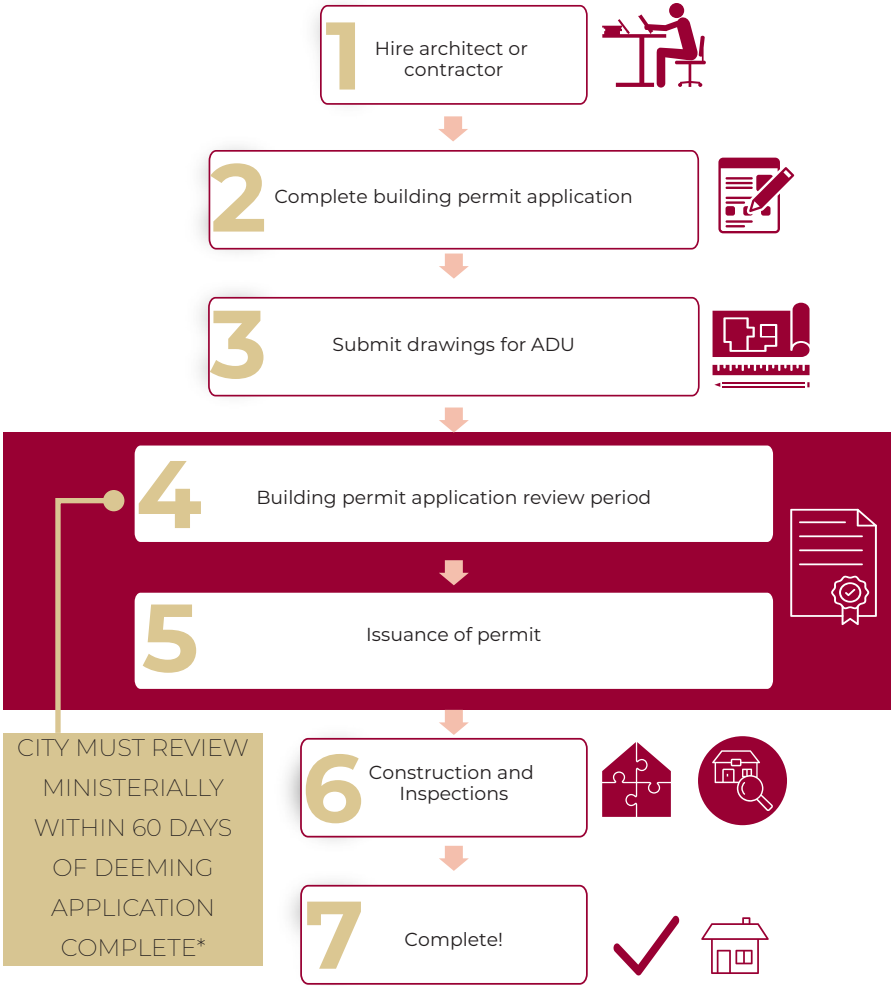 1
Hire architect or
contractor
2
Complete building permit application
3
Submit drawings for ADU
4
Building permit application review period
5
Issuance of permit
CITY MUST REVIEW
MINISTERIALLY
WITHIN 60 DAYS
OF DEEMING
APPLICATION
COMPLETE*
6
Construction and
Inspections
7
Complete!